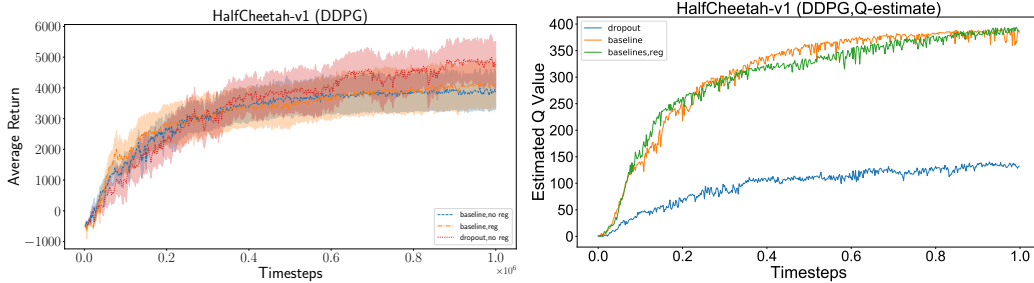 HalfCheetah-v1 (DDPG)
6000
5000
4000
3000
2000
1000
0
−1000
Average Return
baseline,no reg
baseline,reg
dropout,no reg
0.0 0.2 0.4 0.6 0.8 1.0
×10⁶
Timesteps
HalfCheetah-v1 (DDPG,Q-estimate)
400
350
300
250
200
150
100
50
0
Estimated Q Value
dropout
baseline
baselines,reg
0.0 0.2 0.4 0.6 0.8 1.0
Timesteps